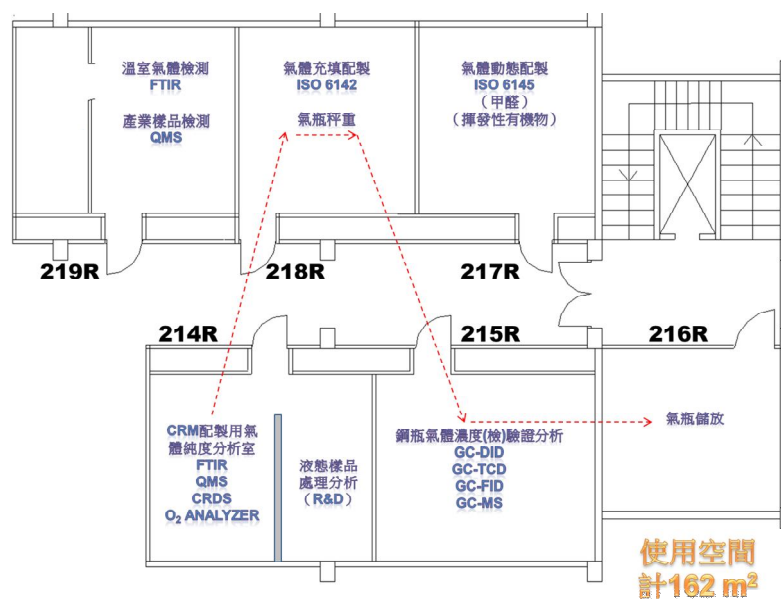 溫室氣體檢測
FTIR
產業樣品檢測
QMS
氣體充填配製
ISO 6142
氣瓶秤重
氣體動態配製
ISO 6145
（甲醛）
（揮發性有機物）
219R
218R
217R
214R
215R
216R
CRM配製用氣
體純度分析室
FTIR
QMS
CRDS
O₂ ANALYZER
液態樣品
處理分析
（R&D）
鋼瓶氣體濃度(檢)驗證分析
GC-DID
GC-TCD
GC-FID
GC-MS
氣瓶儲放
使用空間
計162 m²